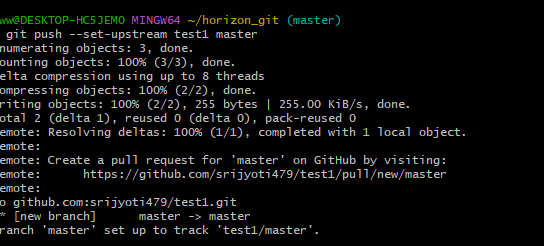 ww@DESKTOP-HC5JEMO MINGW64 ~/horizon_git (master)
git push --set-upstream test1 master
numerating objects: 3, done.
ounting objects: 100% (3/3), done.
elta compression using up to 8 threads
ompressing objects: 100% (2/2), done.
riting objects: 100% (2/2), 255 bytes | 255.00 KiB/s, done.
otal 2 (delta 1), reused 0 (delta 0), pack-reused 0
emote: Resolving deltas: 100% (1/1), completed with 1 local object.
emote:
emote: Create a pull request for 'master' on GitHub by visiting:
emote:      https://github.com/srijyoti479/test1/pull/new/master
emote:
o github.com:srijyoti479/test1.git
* [new branch]      master -> master
ranch 'master' set up to track 'test1/master'.